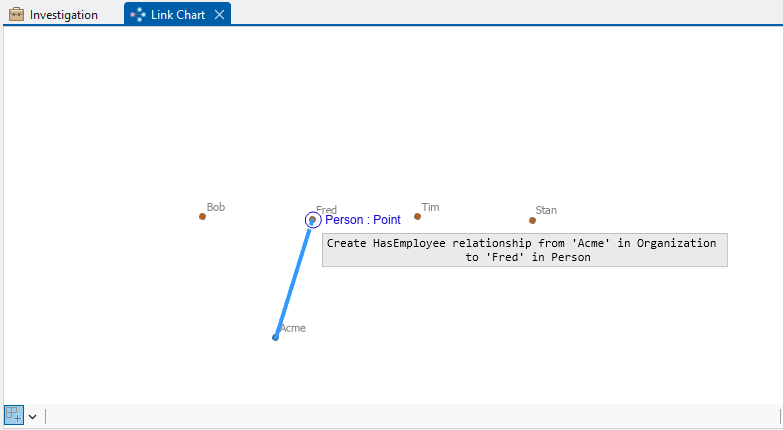 Investigation
Link Chart
Bob
Fred
Tim
Stan
Person : Point
Create HasEmployee relationship from 'Acme' in Organization
to 'Fred' in Person
Acme